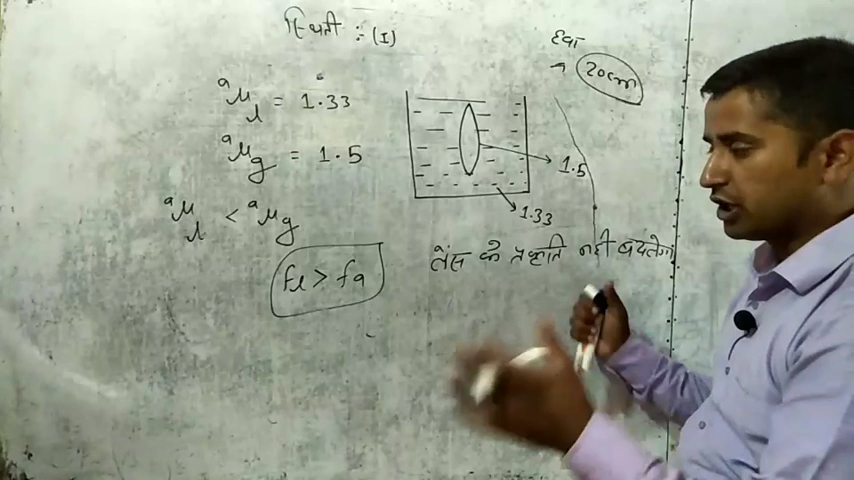 स्थिती :- (I)
हवा
→ 20cm
ᵃμₗ = 1.33
ᵃμg = 1.5
1.5
ᵃμₗ < ᵃμg
1.33
लेंस के प्रकृति नहीं बदलेगा
fₗ > fₐ